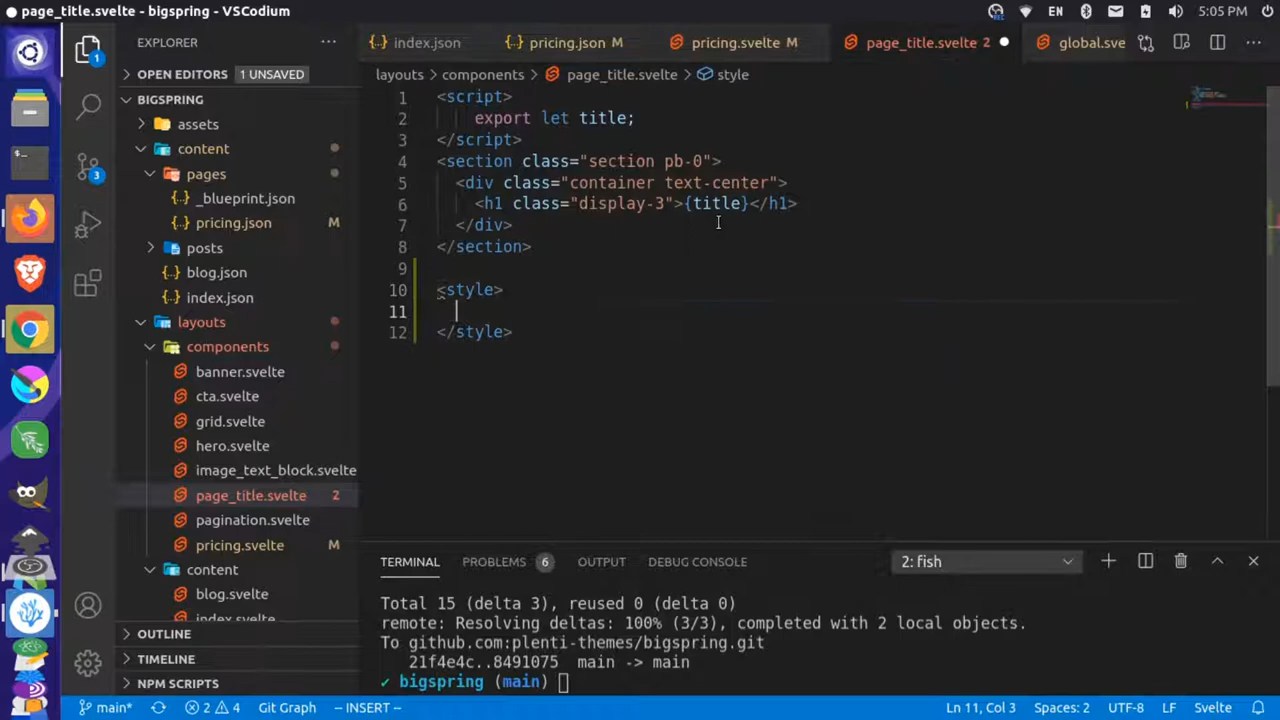 page_title.svelte - bigspring - VSCodium
EN
5:05 PM
EXPLORER
index.json
pricing.json M
pricing.svelte M
page_title.svelte 2
global.sve
OPEN EDITORS 1 UNSAVED
layouts > components > page_title.svelte > style
BIGSPRING
assets
content
pages
_blueprint.json
pricing.json M
posts
blog.json
index.json
layouts
components
banner.svelte
cta.svelte
grid.svelte
hero.svelte
image_text_block.svelte
page_title.svelte 2
pagination.svelte
pricing.svelte M
content
blog.svelte
index.svelte
OUTLINE
TIMELINE
NPM SCRIPTS
1
3
1 <script>
2 export let title;
3 </script>
4 <section class="section pb-0">
5 <div class="container text-center">
6 <h1 class="display-3">{title}</h1>
7 </div>
8 </section>
9
10 <style>
11
12 </style>
TERMINAL PROBLEMS 6 OUTPUT DEBUG CONSOLE 2: fish
Total 15 (delta 3), reused 0 (delta 0)
remote: Resolving deltas: 100% (3/3), completed with 2 local objects.
To github.com:plenti-themes/bigspring.git
21f4e4c..8491075 main -> main
✓ bigspring (main)
main* 2 4 Git Graph -- INSERT -- Ln 11, Col 3 Spaces: 2 UTF-8 LF Svelte